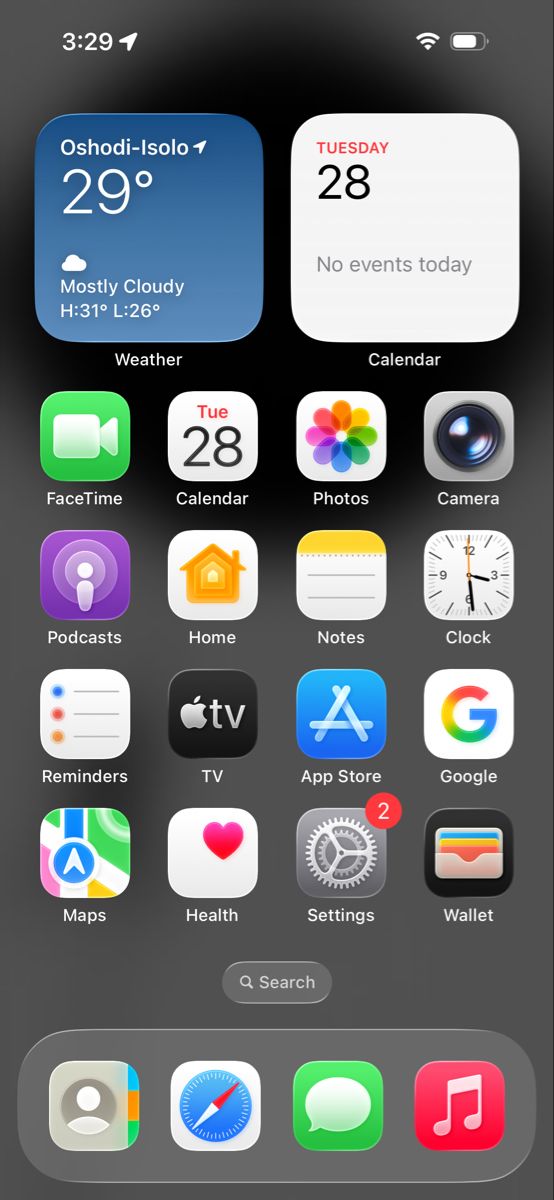 3:29
Oshodi-Isolo
29°
Mostly Cloudy
H:31° L:26°
Weather
TUESDAY
28
No events today
Calendar
FaceTime
Tue
28
Calendar
Photos
Camera
Podcasts
Home
Notes
12
9
3
6
Clock
Reminders
tv
TV
App Store
G
Google
Maps
Health
2
Settings
Wallet
Search